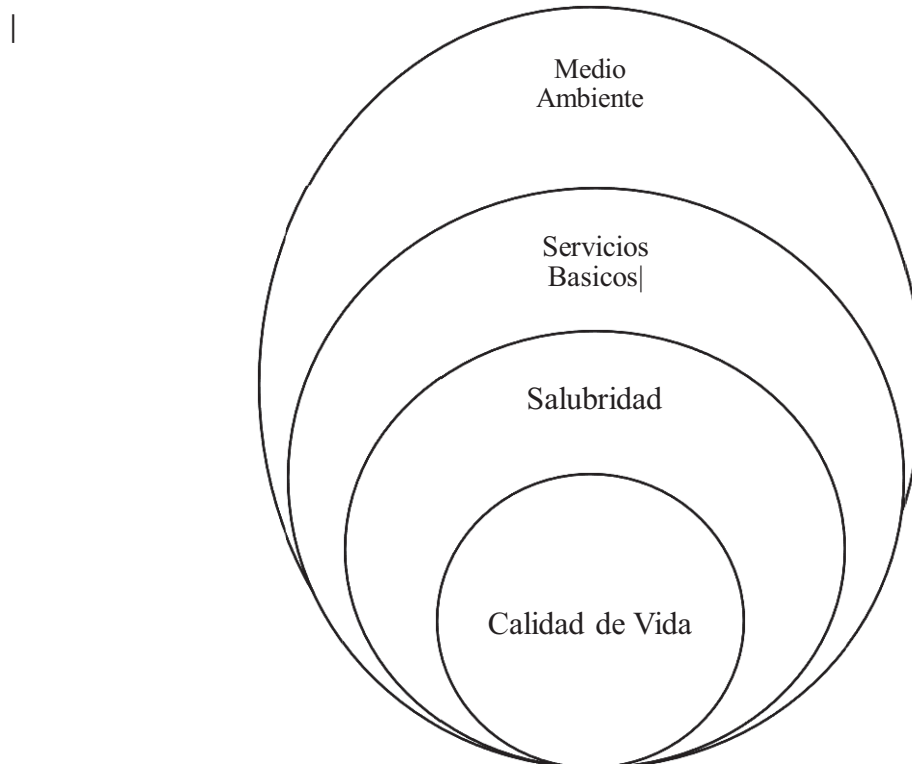 |
Medio
Ambiente
Servicios
Basicos|
Salubridad
Calidad de Vida